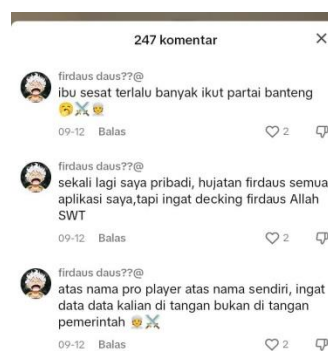 247 komentar
firdaus daus??@
ibu sesat terlalu banyak ikut partai banteng
09-12 Balas
2
firdaus daus??@
sekali lagi saya pribadi, hujatan firdaus semua
aplikasi saya,tapi ingat decking firdaus Allah
SWT
09-12 Balas
2
firdaus daus??@
atas nama pro player atas nama sendiri, ingat
data data kalian di tangan bukan di tangan
pemerintah
09-12 Balas
2